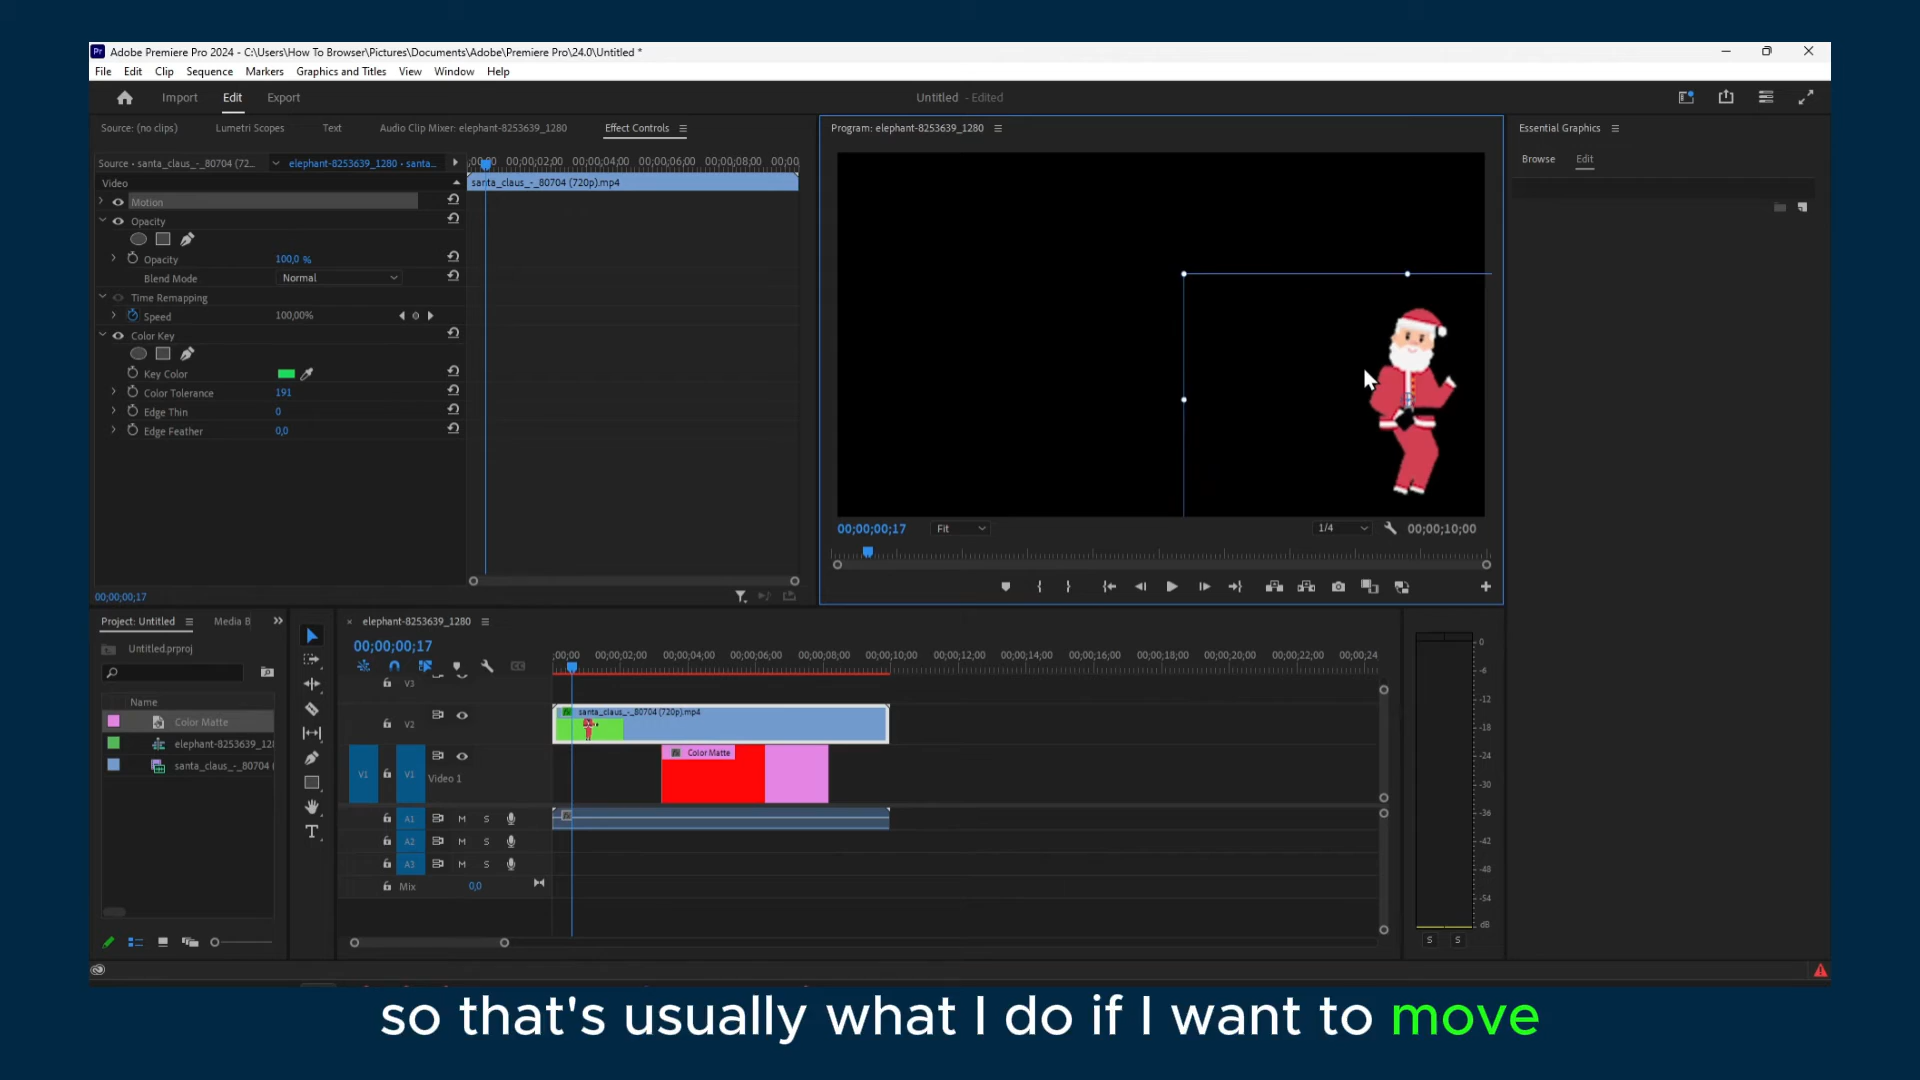 Adobe Premiere Pro 2024 - C:\Users\How To Browser\Pictures\Documents\Adobe\Premiere Pro\24.0\Untitled *
File Edit Clip Sequence Markers Graphics and Titles View Window Help
Import Edit Export
Untitled - Edited
Source: (no clips) Lumetri Scopes Text Audio Clip Mixer: elephant-8253639_1280 Effect Controls
Program: elephant-8253639_1280
Essential Graphics
Browse Edit
Source • santa_claus_-_80704 (72... elephant-8253639_1280 • santa...
;00;00 00;00;02;00 00;00;04;00 00;00;06;00 00;00;08;00 00;00
Video
santa_claus_-_80704 (720p).mp4
Motion
Opacity
Opacity 100,0 %
Blend Mode Normal
Time Remapping
Speed 100,00%
Color Key
Key Color
Color Tolerance 191
Edge Thin 0
Edge Feather 0,0
00;00;00;17
00;00;00;17 Fit 1/4 00;00;10;00
Project: Untitled Media B
Untitled.prproj
Name
Color Matte
elephant-8253639_128
santa_claus_-_80704 (
elephant-8253639_1280
00;00;00;17
;00;00 00;00;02;00 00;00;04;00 00;00;06;00 00;00;08;00 00;00;10;00 00;00;12;00 00;00;14;00 00;00;16;00 00;00;18;00 00;00;20;00 00;00;22;00 00;00;24
V3
V2
santa_claus_-_80704 (720p).mp4
V1 V1 Video 1
Color Matte
A1 M S
A2 M S
A3 M S
Mix 0,0
0
-6
-12
-18
-24
-30
-36
-42
-48
-54
dB
S S
so that's usually what I do if I want to move